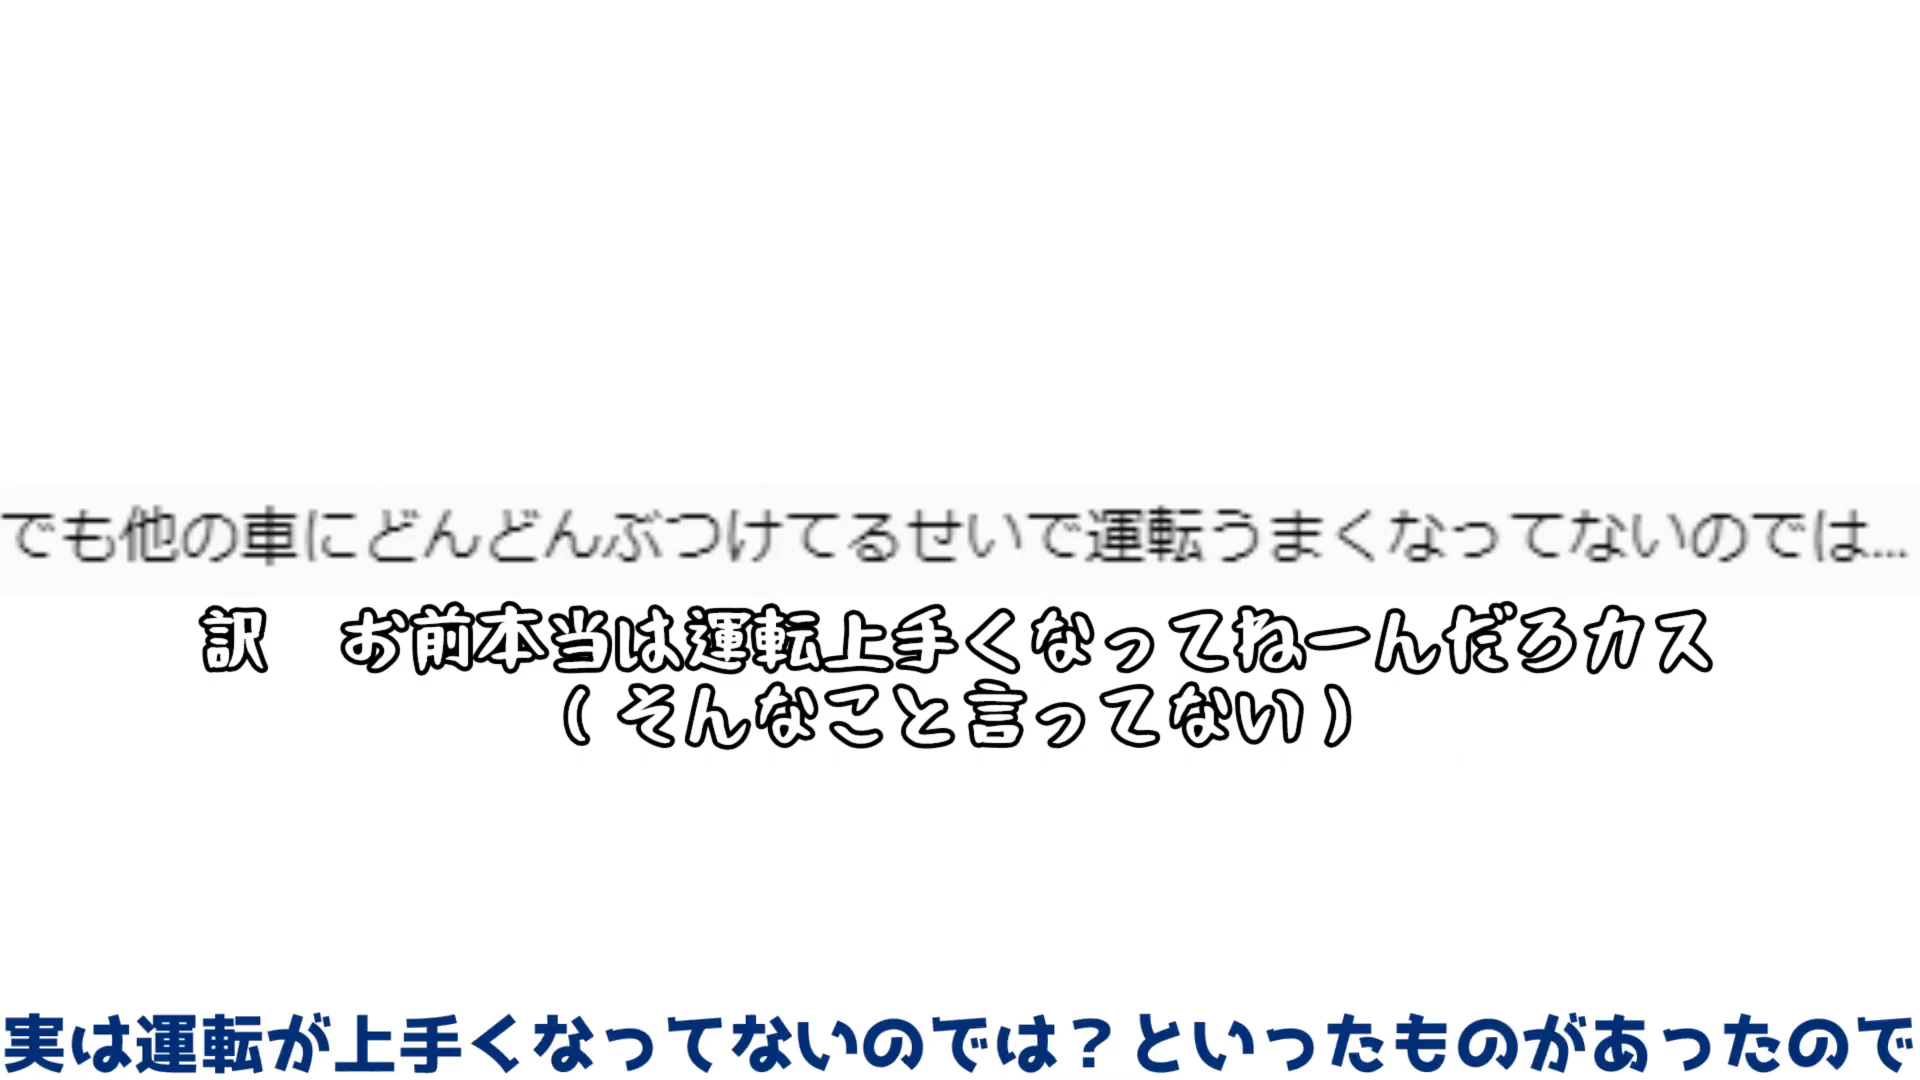 でも他の車にどんどんぶつけてるせいで運転うまくなってないのでは...
訳　お前本当は運転上手くなってねーんだろカス
（そんなこと言ってない）
実は運転が上手くなってないのでは？といったものがあったので